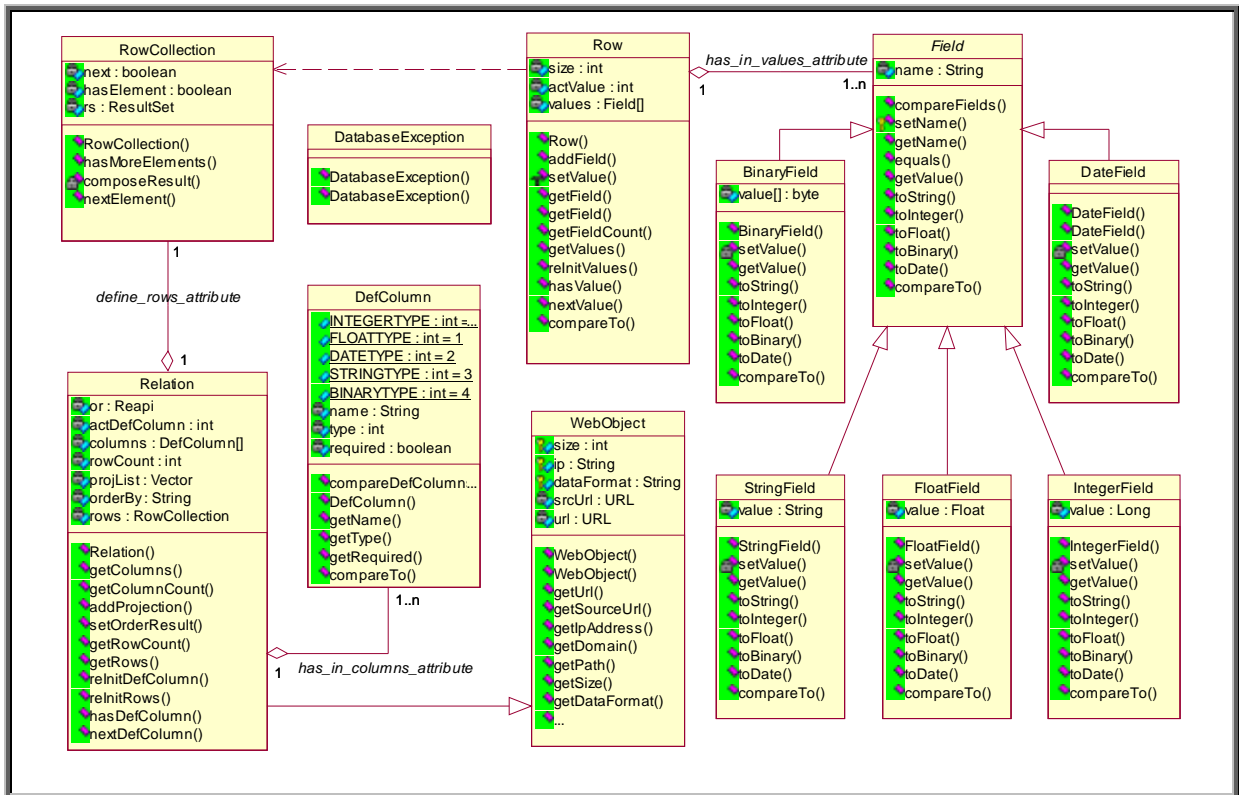 RowCollection
next : boolean
hasElement : boolean
rs : ResultSet
RowCollection()
hasMoreElements()
composeResult()
nextElement()
1
define_rows_attribute
1
DatabaseException
DatabaseException()
DatabaseException()
Row
size : int
actValue : int
values : Field[]
Row()
addField()
setValue()
getField()
getField()
getFieldCount()
getValues()
reInitValues()
hasValue()
nextValue()
compareTo()
has_in_values_attribute
1
1..n
Field
name : String
compareFields()
setName()
getName()
equals()
getValue()
toString()
toInteger()
toFloat()
toBinary()
toDate()
compareTo()
BinaryField
value[] : byte
BinaryField()
setValue()
getValue()
toString()
toInteger()
toFloat()
toBinary()
toDate()
compareTo()
DateField
DateField()
DateField()
setValue()
getValue()
toString()
toInteger()
toFloat()
toBinary()
toDate()
compareTo()
DefColumn
INTEGERTYPE : int =...
FLOATTYPE : int = 1
DATETYPE : int = 2
STRINGTYPE : int = 3
BINARYTYPE : int = 4
name : String
type : int
required : boolean
compareDefColumn...
DefColumn()
getName()
getType()
getRequired()
compareTo()
1..n
1
has_in_columns_attribute
Relation
or : Reapi
actDefColumn : int
columns : DefColumn[]
rowCount : int
projList : Vector
orderBy : String
rows : RowCollection
Relation()
getColumns()
getColumnCount()
addProjection()
setOrderResult()
getRowCount()
getRows()
reInitDefColumn()
reInitRows()
hasDefColumn()
nextDefColumn()
WebObject
size : int
ip : String
dataFormat : String
srcUrl : URL
url : URL
WebObject()
WebObject()
getUrl()
getSourceUrl()
getIpAddress()
getDomain()
getPath()
getSize()
getDataFormat()
...
StringField
value : String
StringField()
setValue()
getValue()
toString()
toInteger()
toFloat()
toBinary()
toDate()
compareTo()
FloatField
value : Float
FloatField()
setValue()
getValue()
toString()
toInteger()
toFloat()
toBinary()
toDate()
compareTo()
IntegerField
value : Long
IntegerField()
setValue()
getValue()
toString()
toInteger()
toFloat()
toBinary()
toDate()
compareTo()